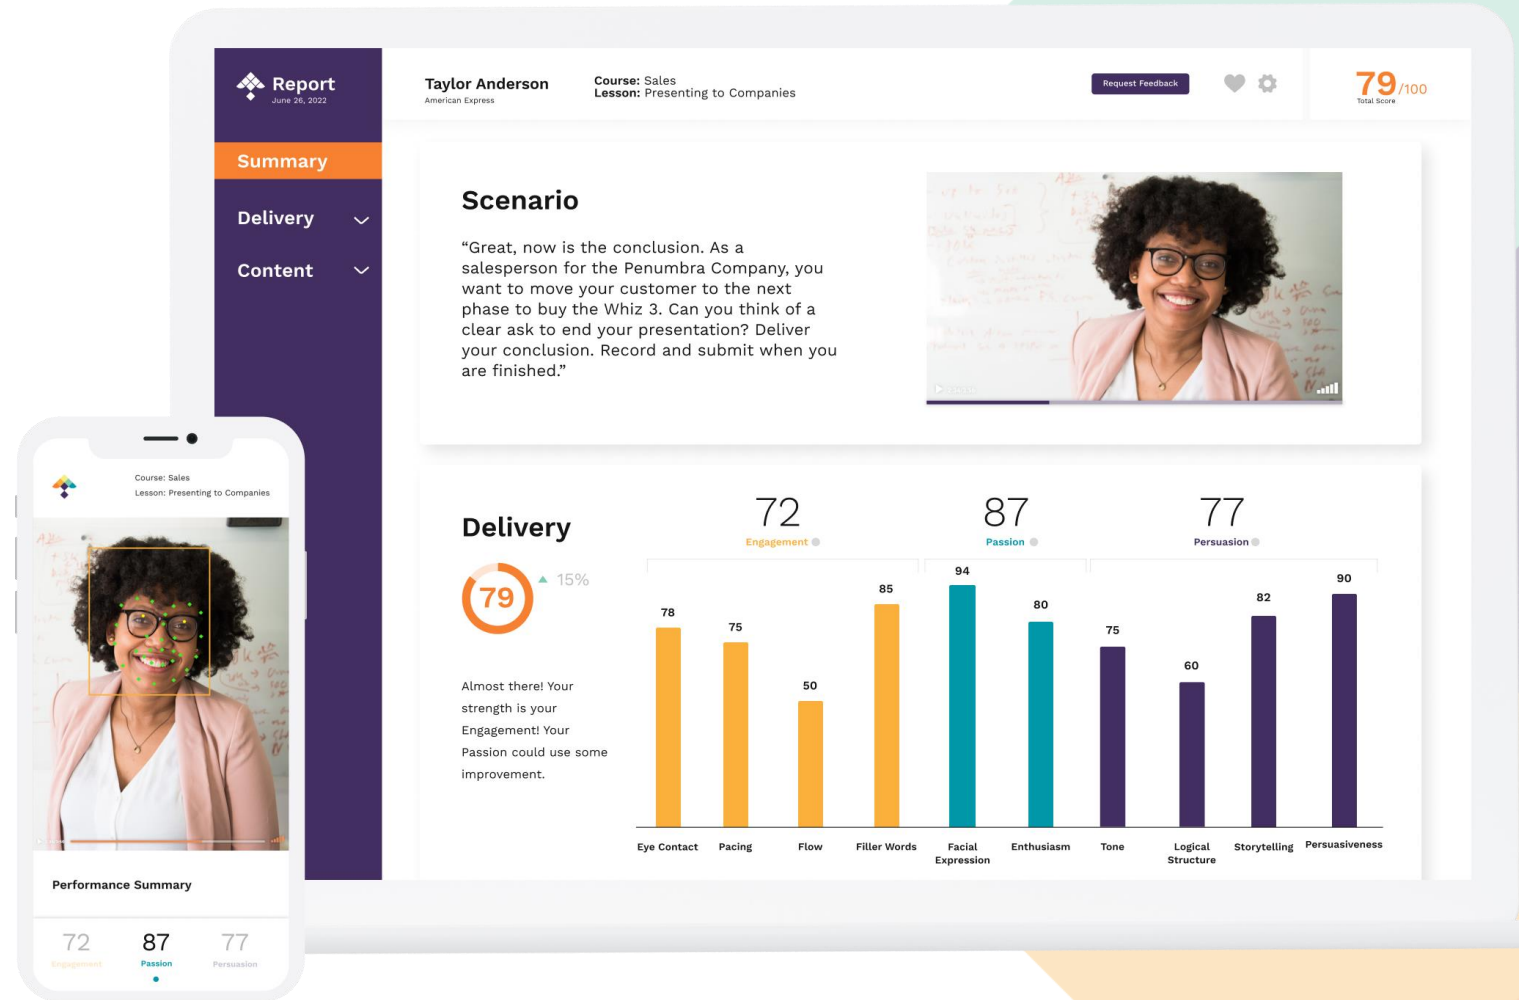 Report
June 26, 2022
Taylor Anderson
American Express
Course: Sales
Lesson: Presenting to Companies
Request Feedback
79/100
Total Score
Summary
Delivery
Content
Scenario
“Great, now is the conclusion. As a
salesperson for the Penumbra Company, you
want to move your customer to the next
phase to buy the Whiz 3. Can you think of a
clear ask to end your presentation? Deliver
your conclusion. Record and submit when you
are finished.”
Delivery
79
15%
Almost there! Your
strength is your
Engagement! Your
Passion could use some
improvement.
72
Engagement
87
Passion
77
Persuasion
78
75
50
85
94
80
75
60
82
90
Eye Contact
Pacing
Flow
Filler Words
Facial
Expression
Enthusiasm
Tone
Logical
Structure
Storytelling
Persuasiveness
Course: Sales
Lesson: Presenting to Companies
Performance Summary
72
Engagement
87
Passion
77
Persuasion